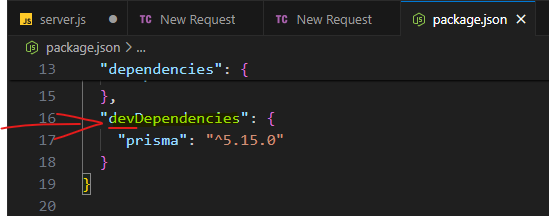 JS server.js
TC New Request
TC New Request
JS package.json
JS package.json > ...
13 "dependencies": {
15 },
16 "devDependencies": {
17 "prisma": "^5.15.0"
18 }
19 }
20